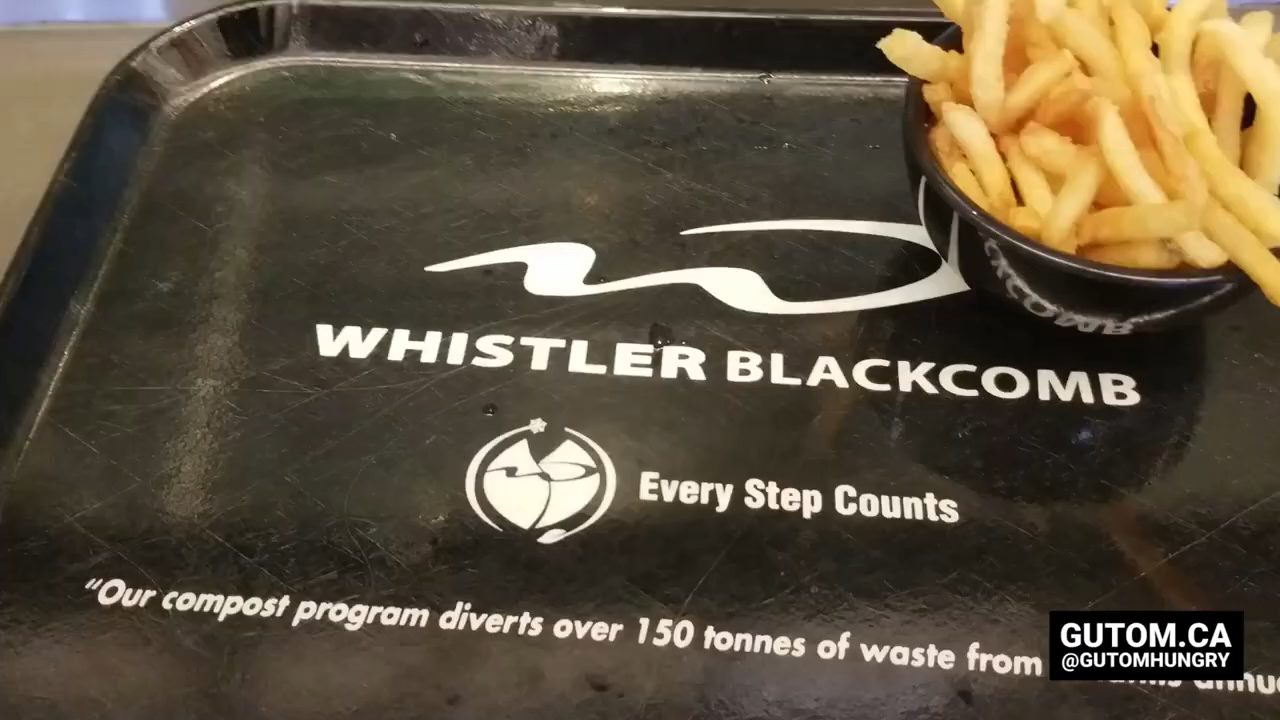 WHISTLER BLACKCOMB
Every Step Counts
"Our compost program diverts over 150 tonnes of waste from
GUTOM.CA
@GUTOMHUNGRY